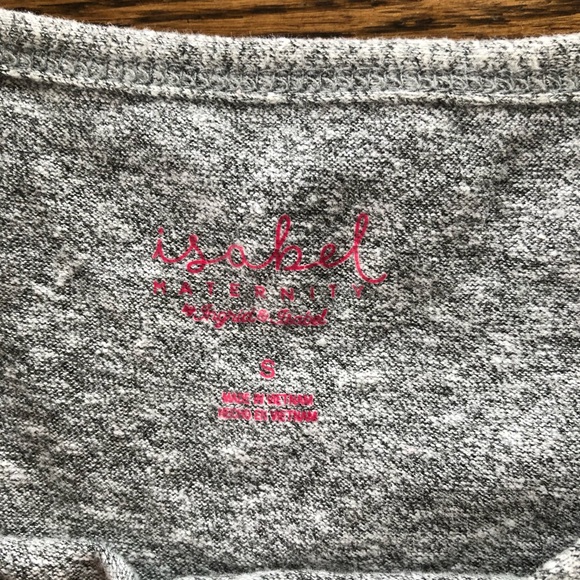 isabel
MATERNITY
by Ingrid & Isabel
S
MADE IN VIETNAM
HECHO EN VIETNAM